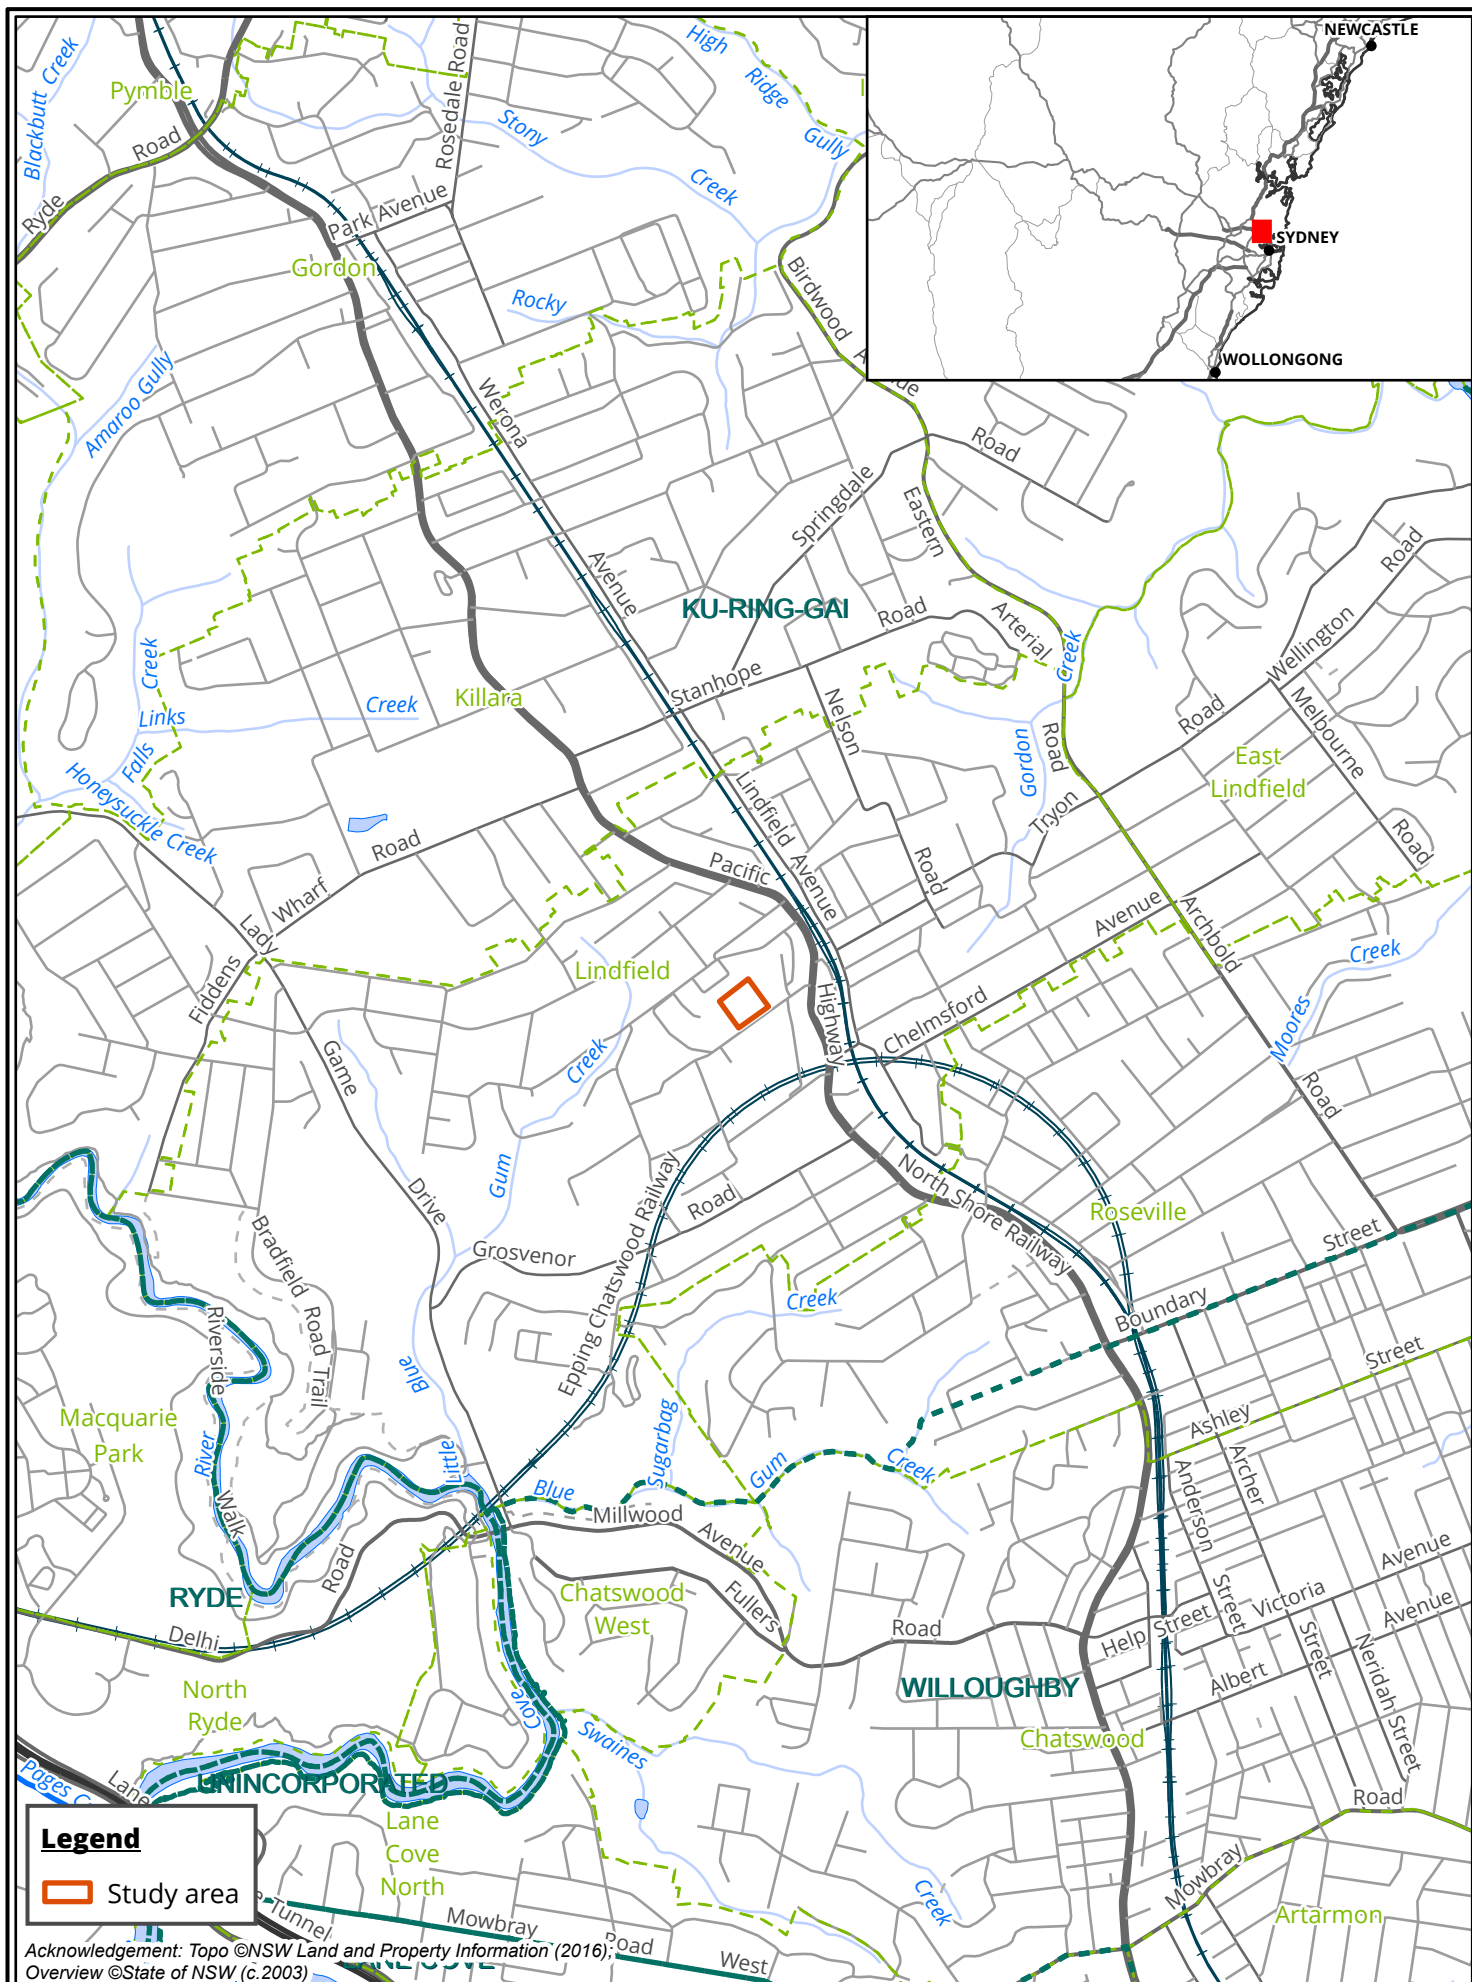 High
Ridge
Gully
NEWCASTLE
SYDNEY
WOLLONGONG
Blackbutt Creek
Pymble
Rosedale Road
Stony
Creek
Road
Ryde
Park Avenue
Gordon
Rocky
Birdwood
Amaroo Gully
Werona
Road
Springdale
Eastern
Road
Avenue
KU-RING-GAI
Road
Arterial
Creek
Wellington
Creek
Stanhope
Killara
Creek
Links
Nelson
Road
Melbourne
Falls
Gordon
Road
East
Lindfield
Honeysuckle Creek
Lindfield
Tryon
Road
Road
Pacific
Avenue
Road
Wharf
Lady
Avenue
Archbold
Fiddens
Lindfield
Highway
Chelmsford
Creek
Moores
Game
Creek
Road
Gum
Drive
Epping Chatswood Railway
Road
North Shore Railway
Roseville
Bradfield Road Trail
Grosvenor
Street
Creek
Boundary
Riverside
Blue
Street
Macquarie
Park
River
Walk
Little
Sugarbag
Gum
Creek
Ashley
Archer
Blue
Millwood
Anderson
Road
Avenue
Avenue
RYDE
Chatswood
West
Fullers
Street
Victoria
Avenue
Delhi
Road
Help Street
Street
Neridah Street
North
Ryde
WILLOUGHBY
Albert
Cove
Swaines
Chatswood
Pages
Lane
UNINCORPORATED
Road
Lane
Cove
North
Legend
Study area
Mowbray
Creek
Artarmon
Tunnel
Mowbray
Road
West
Acknowledgement: Topo ©NSW Land and Property Information (2016);
Overview ©State of NSW (c.2003)